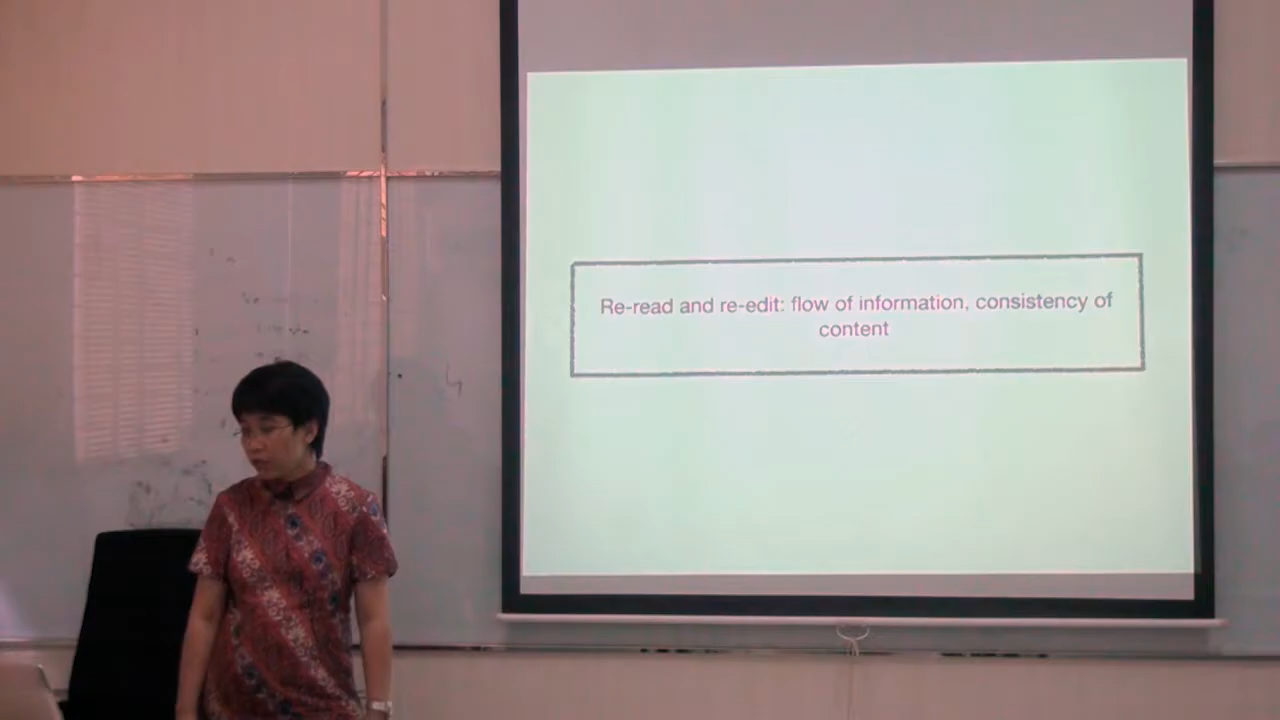 Re-read and re-edit: flow of information, consistency of
content